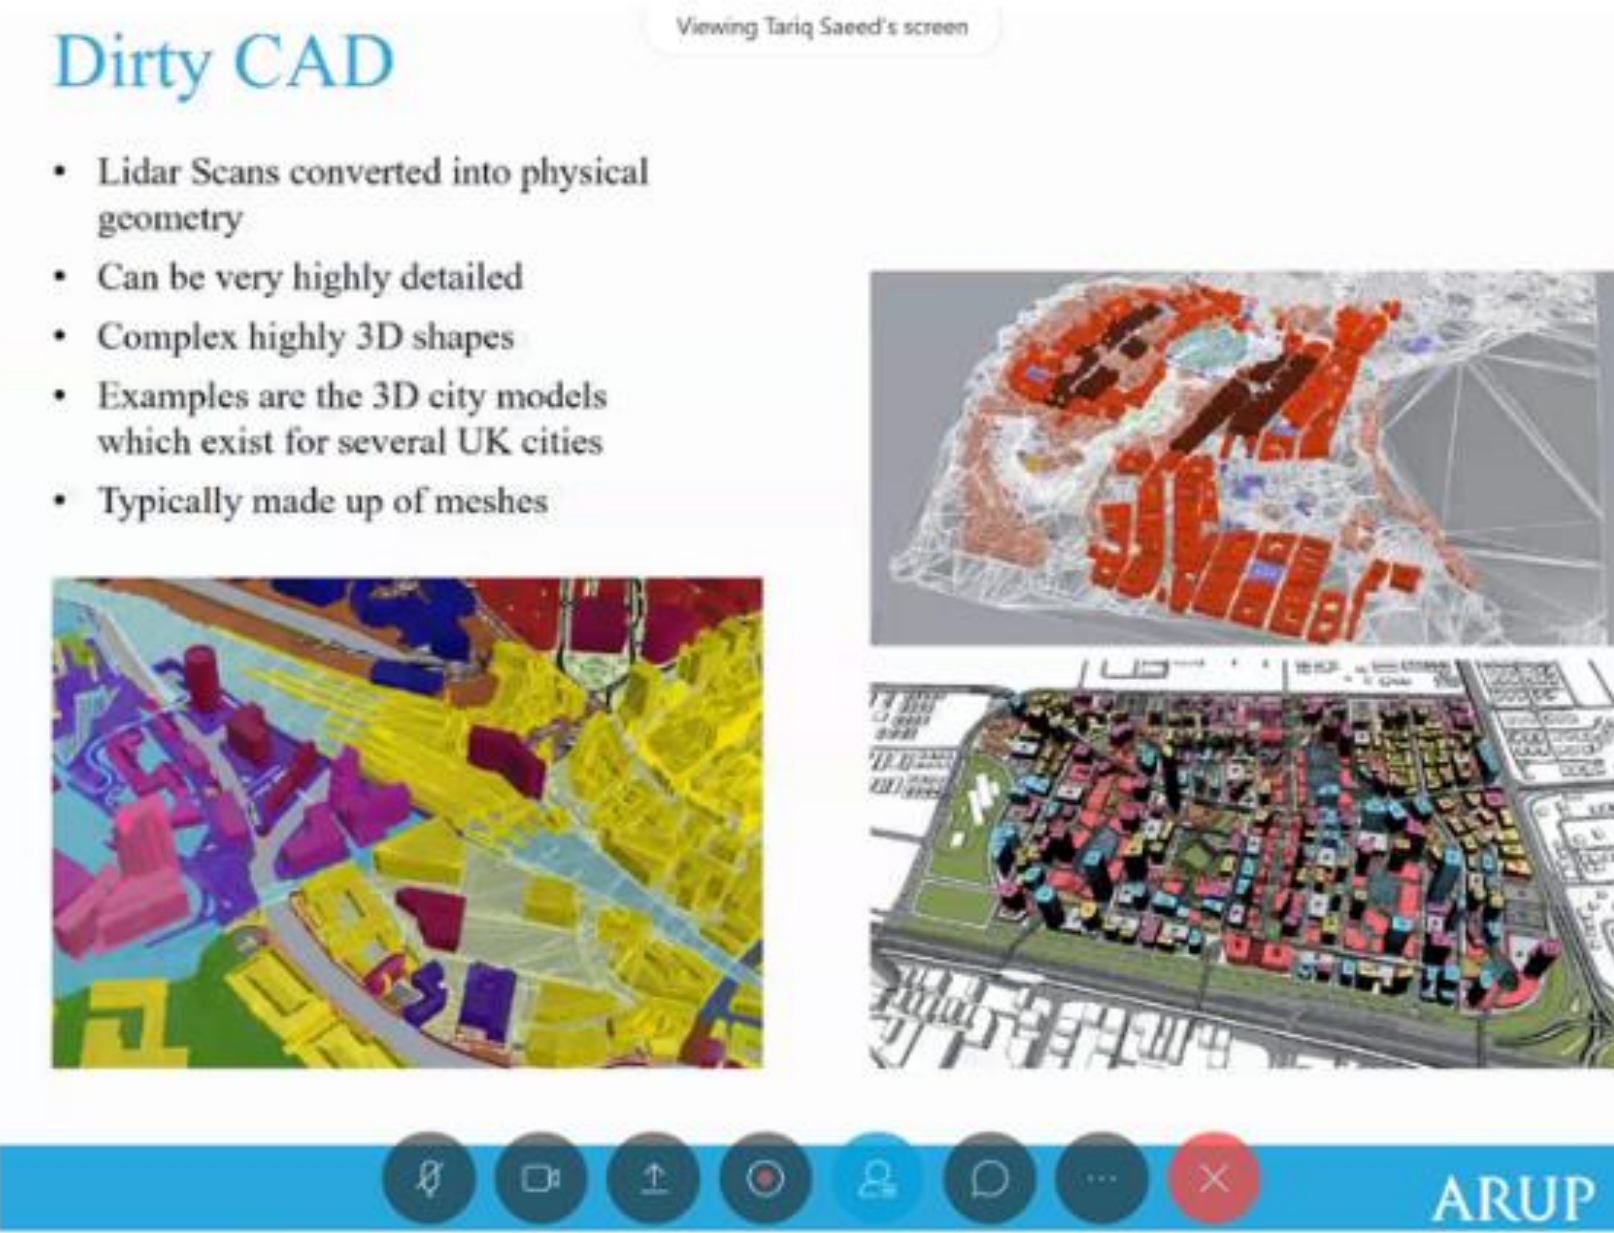 Viewing Tariq Saeed's screen
Dirty CAD
• Lidar Scans converted into physical
geometry
• Can be very highly detailed
• Complex highly 3D shapes
• Examples are the 3D city models
which exist for several UK cities
• Typically made up of meshes
ARUP